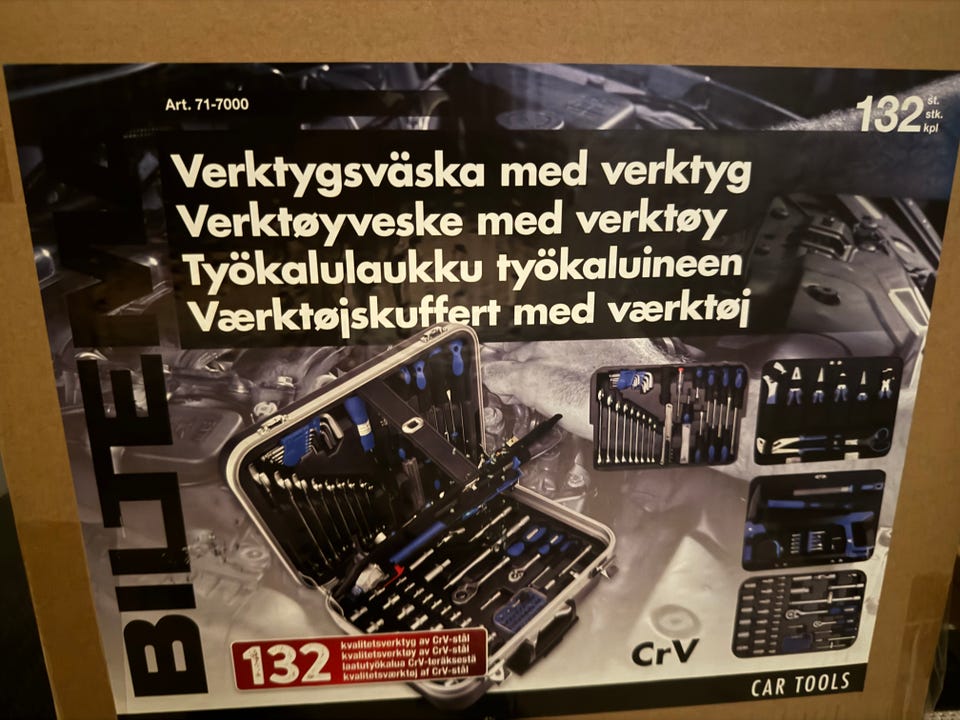 Art. 71-7000
132 st.
stk.
kpl
Verktygsväska med verktyg
Verktøyveske med verktøy
Työkalulaukku työkaluineen
Værktøjskuffert med værktøj
BILTEMA
132
kvalitetsverktyg av CrV-stål
kvalitetsverktøy av CrV-stål
laatutyökalua CrV-teräksestä
kvalitetsværktøj af CrV-stål
CrV
CAR TOOLS